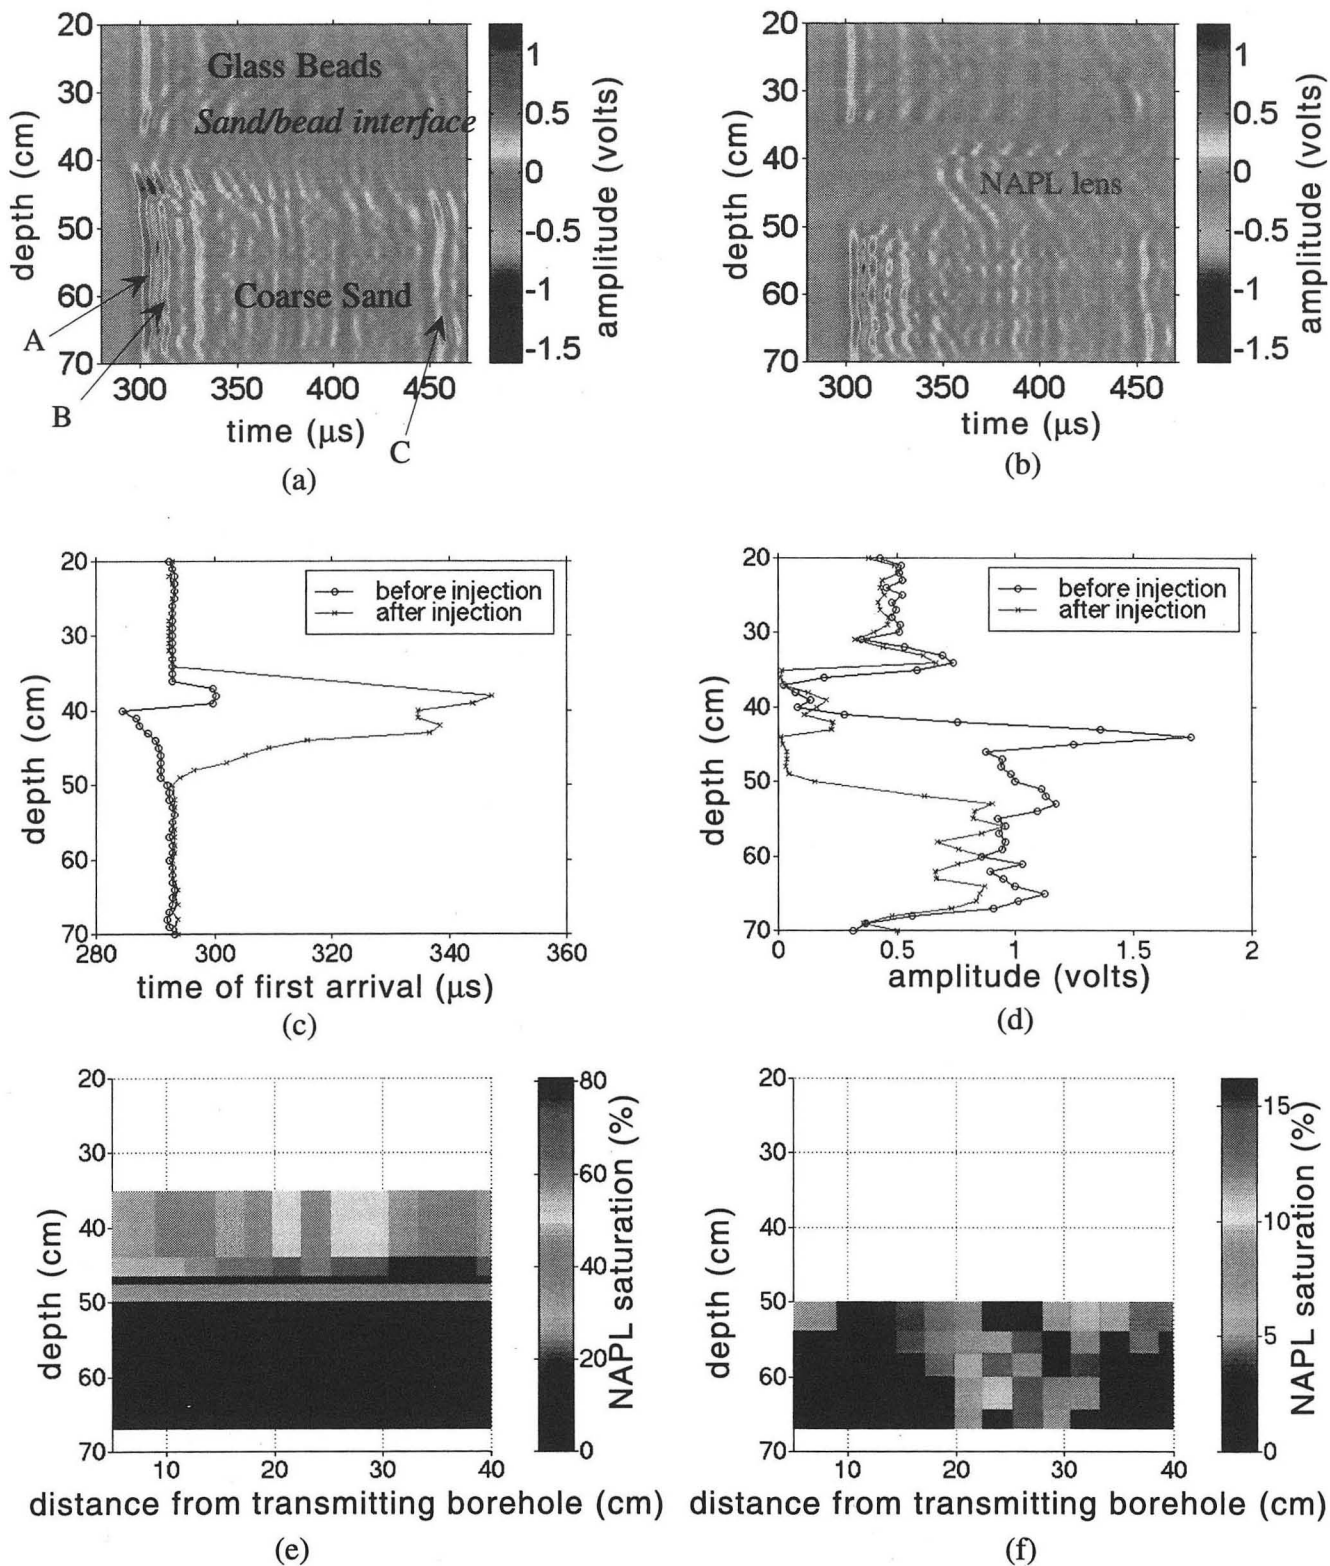 20
30
40
50
60
70
depth (cm)
Glass Beads
Sand/bead interface
Coarse Sand
A
B
C
300
350
400
450
time (μs)
(a)
1
0.5
0
-0.5
-1
-1.5
amplitude (volts)
20
30
40
50
60
70
depth (cm)
NAPL lens
300
350
400
450
time (μs)
(b)
1
0.5
0
-0.5
-1
-1.5
amplitude (volts)
20
30
40
50
60
70
depth (cm)
before injection
after injection
280
300
320
340
360
time of first arrival (μs)
(c)
20
30
40
50
60
70
depth (cm)
before injection
after injection
0
0.5
1
1.5
2
amplitude (volts)
(d)
20
30
40
50
60
70
depth (cm)
10
20
30
40
distance from transmitting borehole (cm)
(e)
80
60
40
20
0
NAPL saturation (%)
20
30
40
50
60
70
depth (cm)
10
20
30
40
distance from transmitting borehole (cm)
(f)
15
10
5
0
NAPL saturation (%)